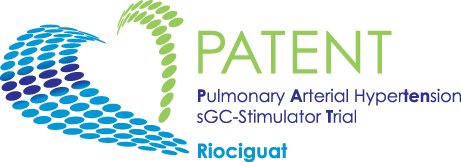 PATENT
Pulmonary Arterial Hypertension
sGC-Stimulator Trial
Riociguat